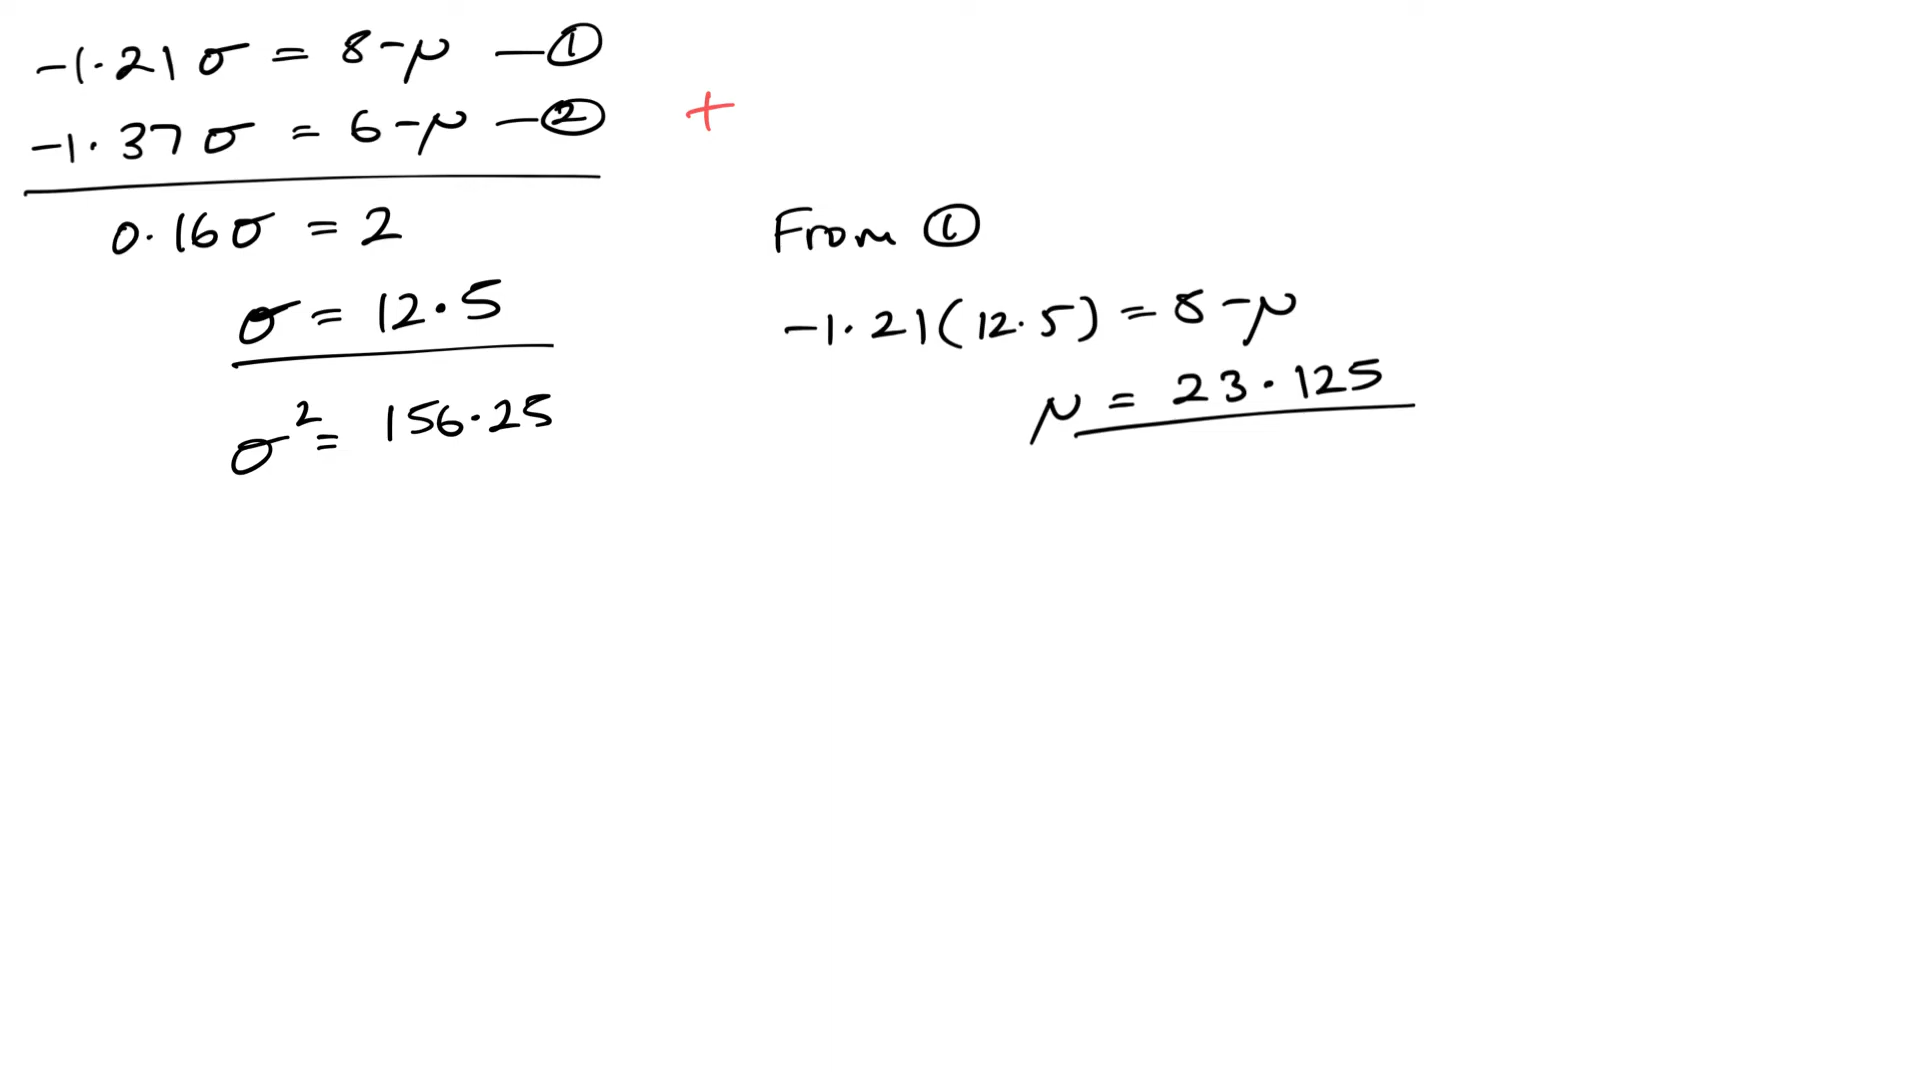 -1.21σ = 8-μ —①
-1.37σ = 6-μ —②
+
0.16σ = 2
σ = 12.5
σ² = 156.25
From ①
-1.21(12.5) = 8-μ
μ = 23.125